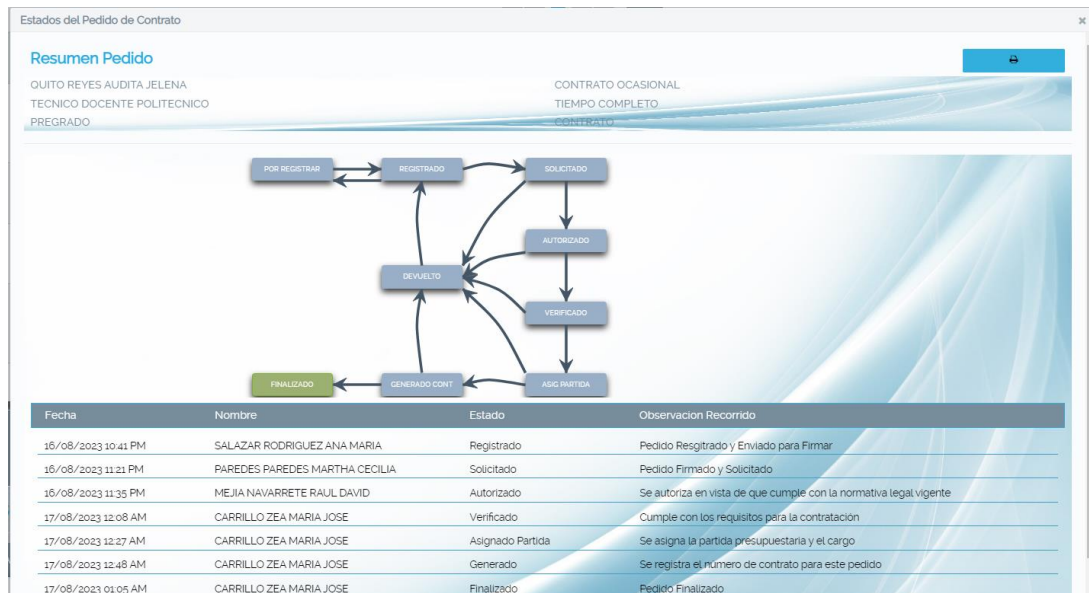 Estados del Pedido de Contrato
Resumen Pedido
QUITO REYES AUDITA JELENA CONTRATO OCASIONAL
TECNICO DOCENTE POLITECNICO TIEMPO COMPLETO
PREGRADO CONTRATO
POR REGISTRAR REGISTRADO SOLICITADO
AUTORIZADO
DEVUELTO
VERIFICADO
FINALIZADO GENERADO CONT ASIG PARTIDA
Fecha Nombre Estado Observacion Recorrido
16/08/2023 10:41 PM SALAZAR RODRIGUEZ ANA MARIA Registrado Pedido Resgitrado y Enviado para Firmar
16/08/2023 11:21 PM PAREDES PAREDES MARTHA CECILIA Solicitado Pedido Firmado y Solicitado
16/08/2023 11:35 PM MEJIA NAVARRETE RAUL DAVID Autorizado Se autoriza en vista de que cumple con la normativa legal vigente
17/08/2023 12:08 AM CARRILLO ZEA MARIA JOSE Verificado Cumple con los requisitos para la contratación
17/08/2023 12:27 AM CARRILLO ZEA MARIA JOSE Asignado Partida Se asigna la partida presupuestaria y el cargo
17/08/2023 12:48 AM CARRILLO ZEA MARIA JOSE Generado Se registra el número de contrato para este pedido
17/08/2023 01:05 AM CARRILLO ZEA MARIA JOSE Finalizado Pedido Finalizado